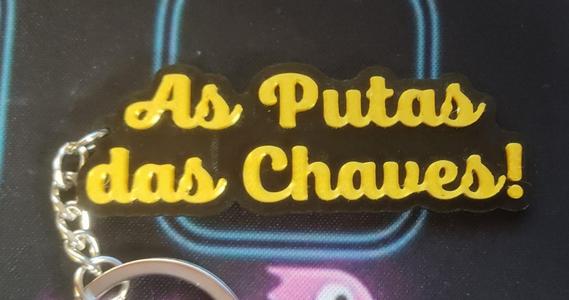 As Putas
das Chaves!